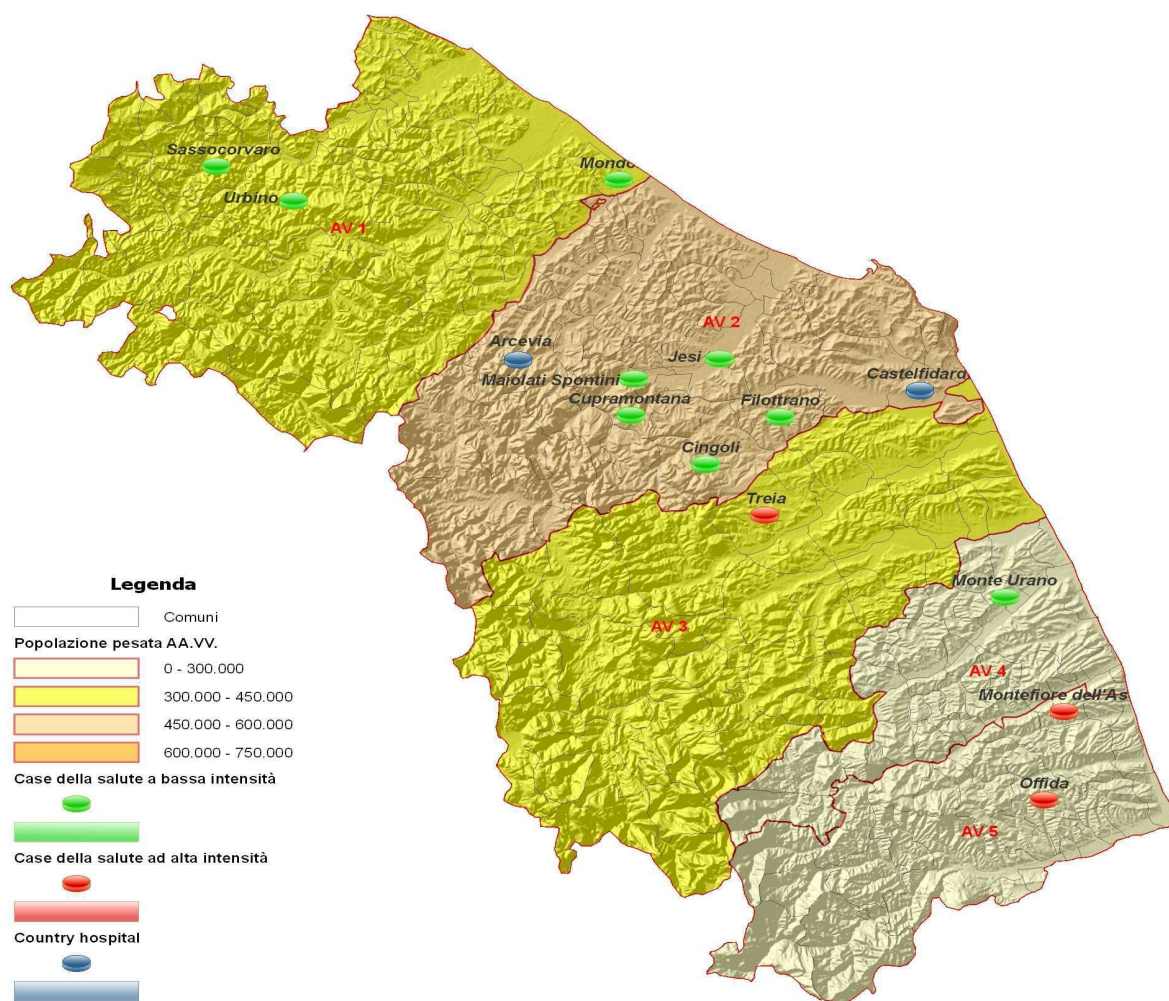 Sassocorvaro
Mondo
Urbino
AV 1
AV 2
Arcevia
Jesi
Maiolati Spontini
Castelfidard
Cupramontana
Filottrano
Cingoli
Treia
Monte Urano
AV 3
AV 4
Montefiore dell'As
Offida
AV 5
Legenda
Comuni
Popolazione pesata AA.VV.
0 - 300.000
300.000 - 450.000
450.000 - 600.000
600.000 - 750.000
Case della salute a bassa intensità
Case della salute ad alta intensità
Country hospital